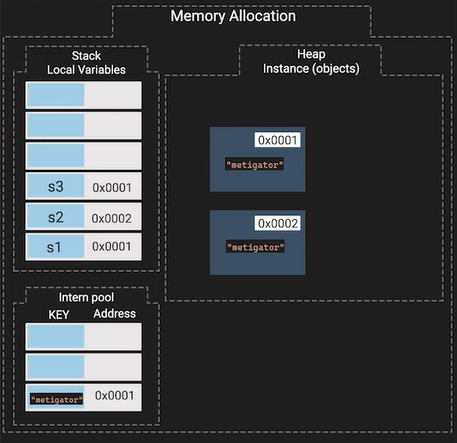 Memory Allocation
Stack
Local Variables
s3 0x0001
s2 0x0002
s1 0x0001
Heap
Instance (objects)
0x0001
"metigator"
0x0002
"metigator"
Intern pool
KEY Address
"metigator" 0x0001